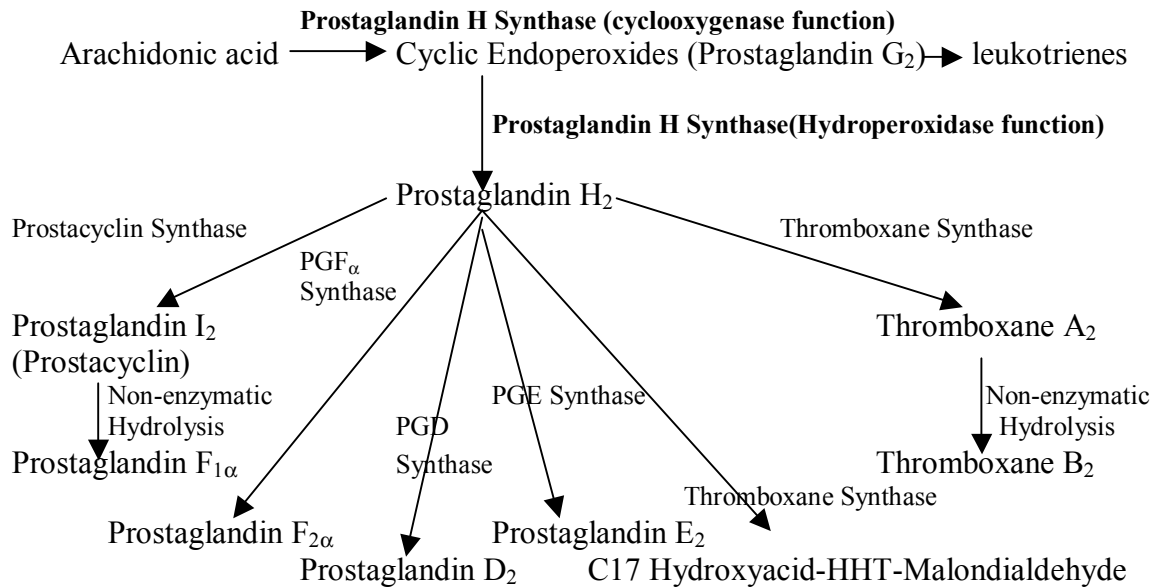 Prostaglandin H Synthase (cyclooxygenase function)
Arachidonic acid
Cyclic Endoperoxides (Prostaglandin G₂)
leukotrienes
Prostaglandin H Synthase(Hydroperoxidase function)
Prostaglandin H₂
Prostacyclin Synthase
Thromboxane Synthase
PGFα
Synthase
Prostaglandin I₂
(Prostacyclin)
Thromboxane A₂
Non-enzymatic
Hydrolysis
PGE Synthase
Non-enzymatic
Hydrolysis
PGD
Synthase
Prostaglandin F₁α
Thromboxane B₂
Thromboxane Synthase
Prostaglandin F₂α
Prostaglandin E₂
Prostaglandin D₂
C17 Hydroxyacid-HHT-Malondialdehyde